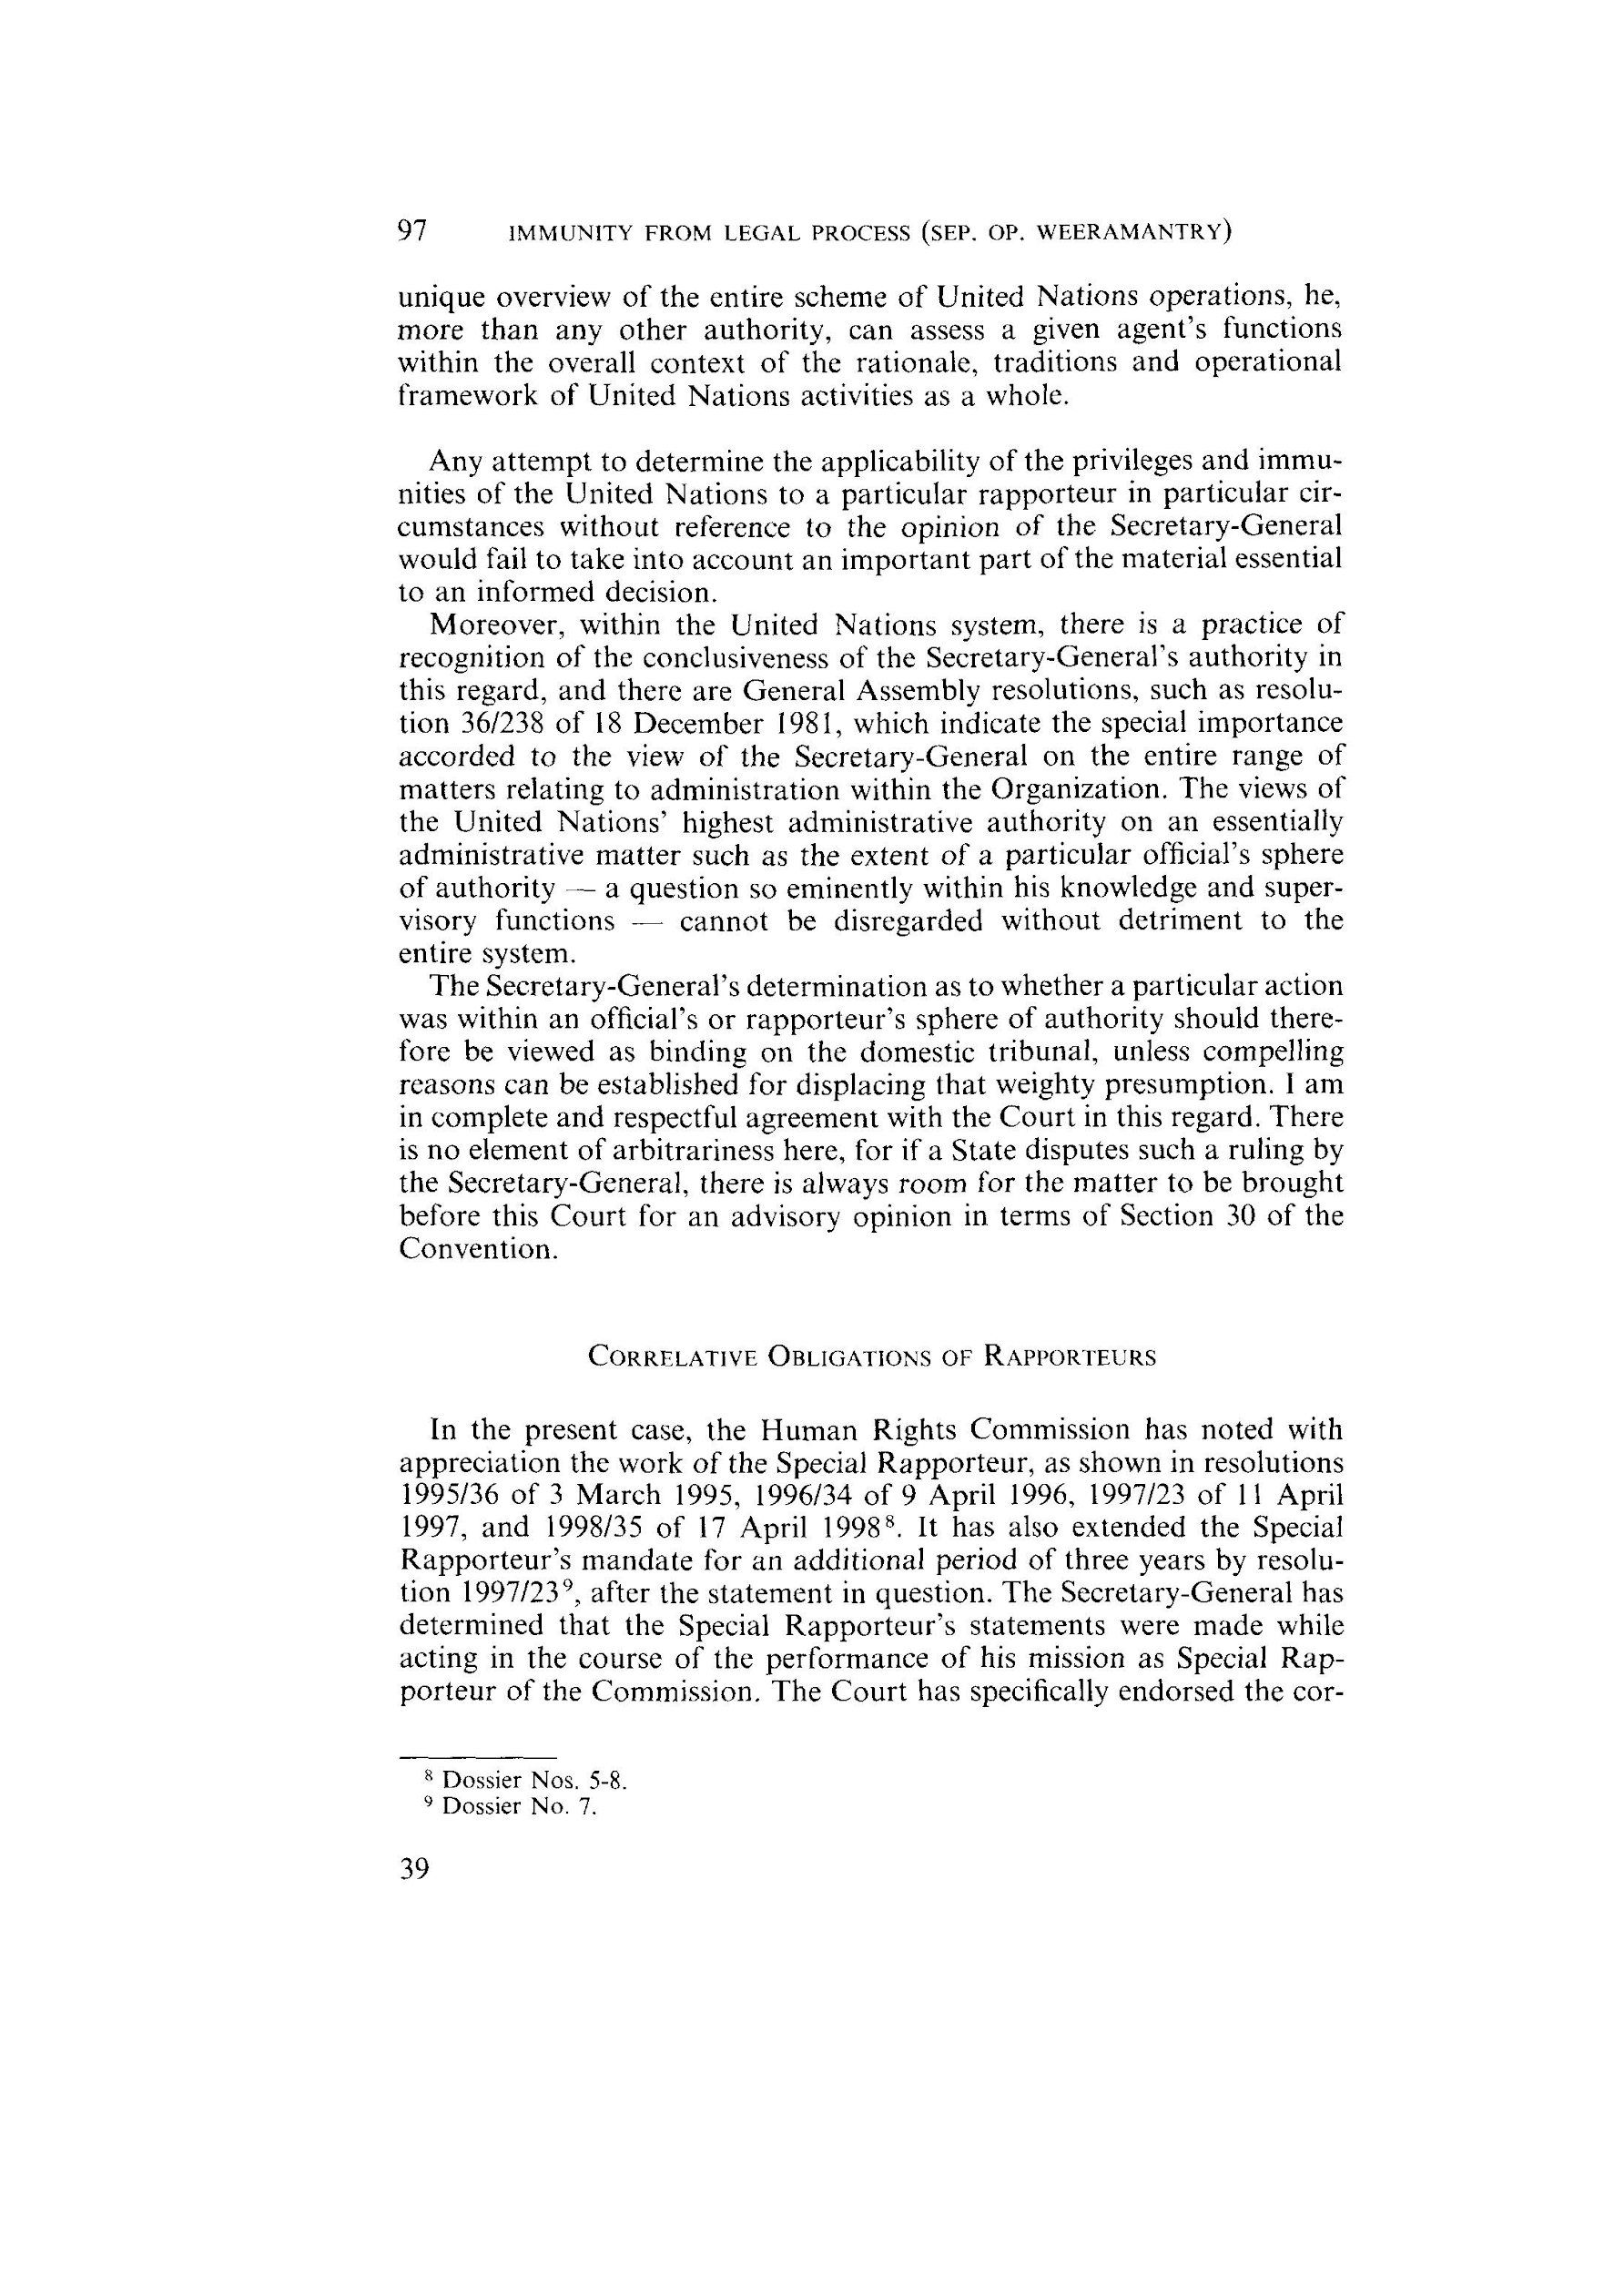 97 IMMUNITY FROM LEGAL PROCESS (SEP. OP. WEERAMANTRY)
unique overview of the entire scheme of United Nations operations, he,
more than any other authority, can assess a given agent's functions
within the overall context of the rationale, traditions and operational
framework of United Nations activities as a whole.
Any attempt to determine the applicability of the privileges and immu-
nities of the United Nations to a particular rapporteur in particular cir-
cumstances without reference to the opinion of the Secretary-General
would fail to take into account an important part of the material essential
to an informed decision.
Moreover, within the United Nations system, there is a practice of
recognition of the conclusiveness of the Secretary-General's authority in
this regard, and there are General Assembly resolutions, such as resolu-
tion 36/238 of 18 December 1981, which indicate the special importance
accorded to the view of the Secretary-General on the entire range of
matters relating to administration within the Organization. The views of
the United Nations' highest administrative authority on an essentially
administrative matter such as the extent of a particular official's sphere
of authority — a question so eminently within his knowledge and super-
visory functions — cannot be disregarded without detriment to the
entire system.
The Secretary-General's determination as to whether a particular action
was within an official's or rapporteur's sphere of authority should there-
fore be viewed as binding on the domestic tribunal, unless compelling
reasons can be established for displacing that weighty presumption. I am
in complete and respectful agreement with the Court in this regard. There
is no element of arbitrariness here, for if a State disputes such a ruling by
the Secretary-General, there is always room for the matter to be brought
before this Court for an advisory opinion in terms of Section 30 of the
Convention.
CORRELATIVE OBLIGATIONS OF RAPPORTEURS
In the present case, the Human Rights Commission has noted with
appreciation the work of the Special Rapporteur, as shown in resolutions
1995/36 of 3 March 1995, 1996/34 of 9 April 1996, 1997/23 of 11 April
1997, and 1998/35 of 17 April 1998⁸. It has also extended the Special
Rapporteur's mandate for an additional period of three years by resolu-
tion 1997/23⁹, after the statement in question. The Secretary-General has
determined that the Special Rapporteur's statements were made while
acting in the course of the performance of his mission as Special Rap-
porteur of the Commission. The Court has specifically endorsed the cor-
⁸ Dossier Nos. 5-8.
⁹ Dossier No. 7.
39